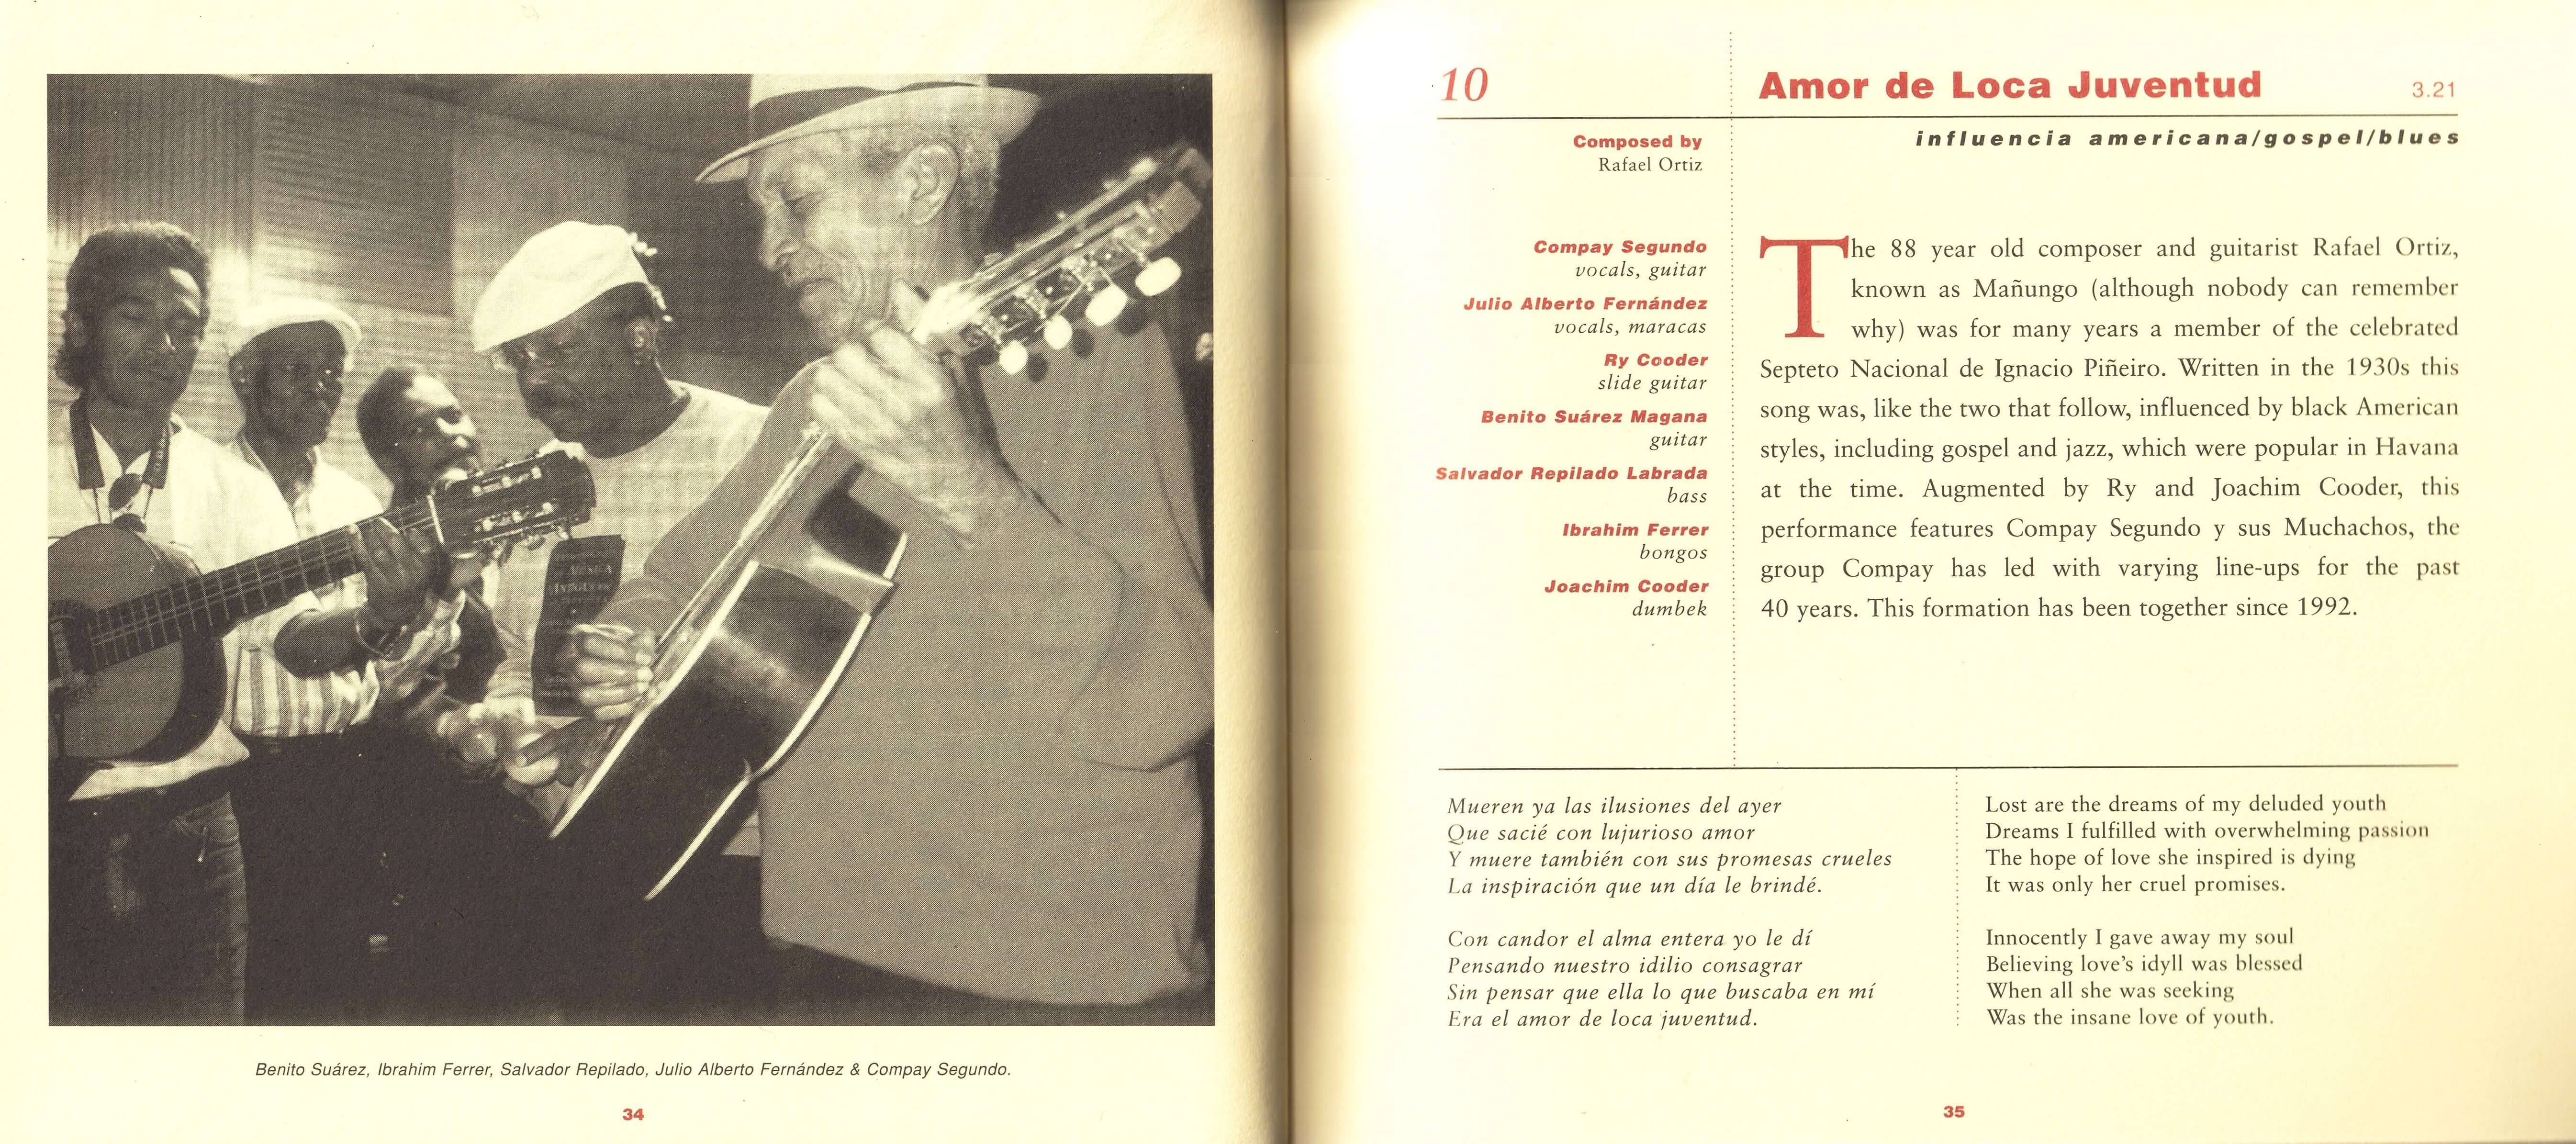 Benito Suárez, Ibrahim Ferrer, Salvador Repilado, Julio Alberto Fernández & Compay Segundo.
34
10
Amor de Loca Juventud
3.21
influencia americana/gospel/blues
Composed by
Rafael Ortiz
Compay Segundo
vocals, guitar
Julio Alberto Fernández
vocals, maracas
Ry Cooder
slide guitar
Benito Suárez Magana
guitar
Salvador Repilado Labrada
bass
Ibrahim Ferrer
bongos
Joachim Cooder
dumbek
The 88 year old composer and guitarist Rafael Ortiz,
known as Mañungo (although nobody can remember
why) was for many years a member of the celebrated
Septeto Nacional de Ignacio Piñeiro. Written in the 1930s this
song was, like the two that follow, influenced by black American
styles, including gospel and jazz, which were popular in Havana
at the time. Augmented by Ry and Joachim Cooder, this
performance features Compay Segundo y sus Muchachos, the
group Compay has led with varying line-ups for the past
40 years. This formation has been together since 1992.
Mueren ya las ilusiones del ayer
Que sacié con lujurioso amor
Y muere también con sus promesas crueles
La inspiración que un día le brindé.
Con candor el alma entera yo le dí
Pensando nuestro idilio consagrar
Sin pensar que ella lo que buscaba en mí
Era el amor de loca juventud.
Lost are the dreams of my deluded youth
Dreams I fulfilled with overwhelming passion
The hope of love she inspired is dying
It was only her cruel promises.
Innocently I gave away my soul
Believing love's idyll was blessed
When all she was seeking
Was the insane love of youth.
35